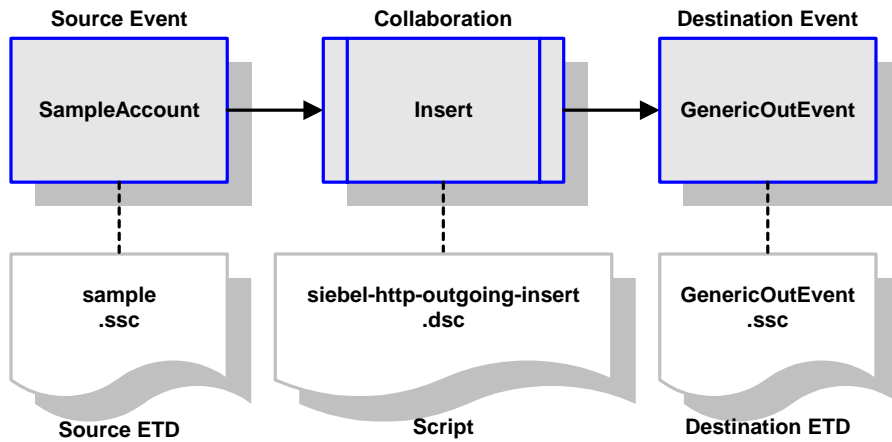 Source Event
Collaboration
Destination Event
SampleAccount
Insert
GenericOutEvent
sample
.ssc
siebel-http-outgoing-insert
.dsc
GenericOutEvent
.ssc
Source ETD
Script
Destination ETD